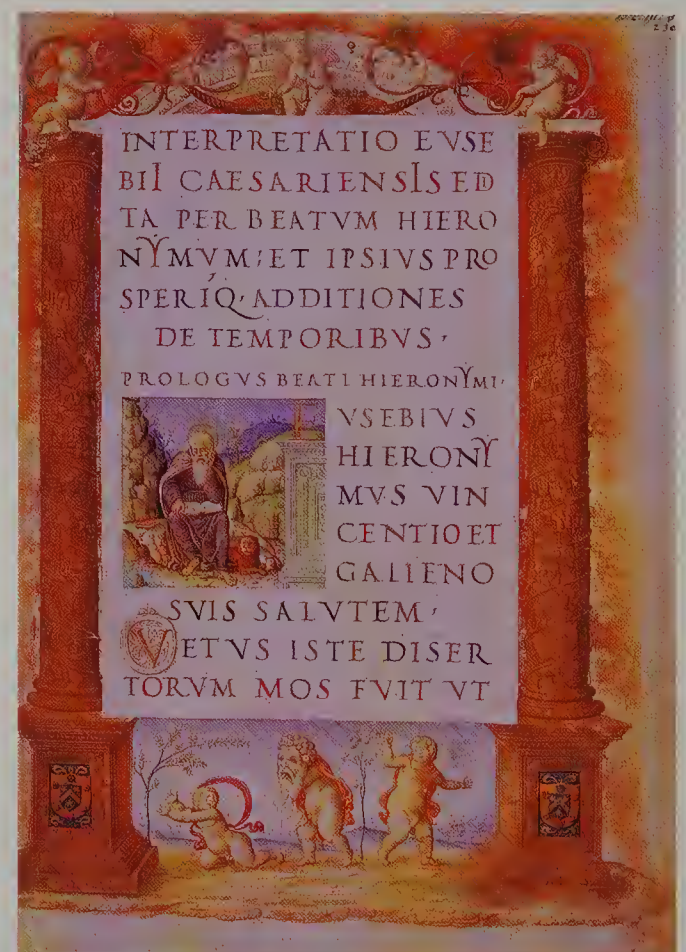 INTERPRETATIO EVSE
BII CAESARIENSIS EDI
TA PER BEATVM HIERO
NYMVM; ET IPSIVS PRO
SPERIQ, ADDITIONES
DE TEMPORIBVS,
PROLOGVS BEATI HIERONYMI,
VSEBIVS
HIERONY
MVS VIN
CENTIO ET
GALIENO
SVIS SALVTEM,
VETVS ISTE DISER
TORVM MOS FVIT VT